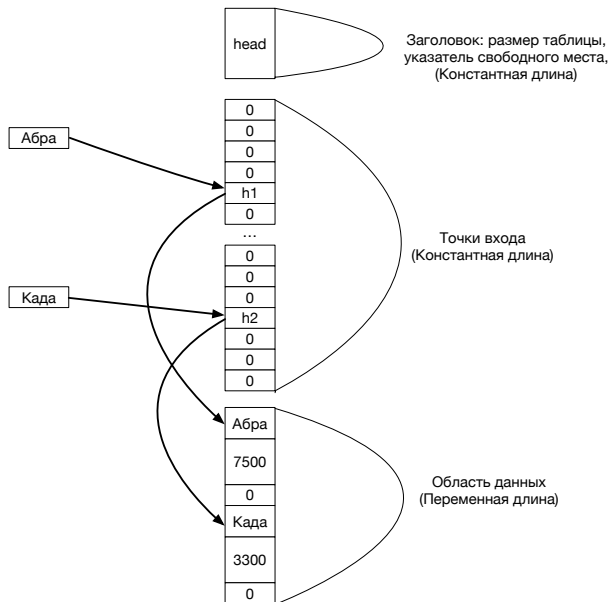 head
Заголовок: размер таблицы,
указатель свободного места,
(Константная длина)
Абра
0
0
0
0
h1
0
...
Точки входа
(Константная длина)
Када
0
0
0
h2
0
0
0
Абра
7500
0
Када
3300
0
Область данных
(Переменная длина)